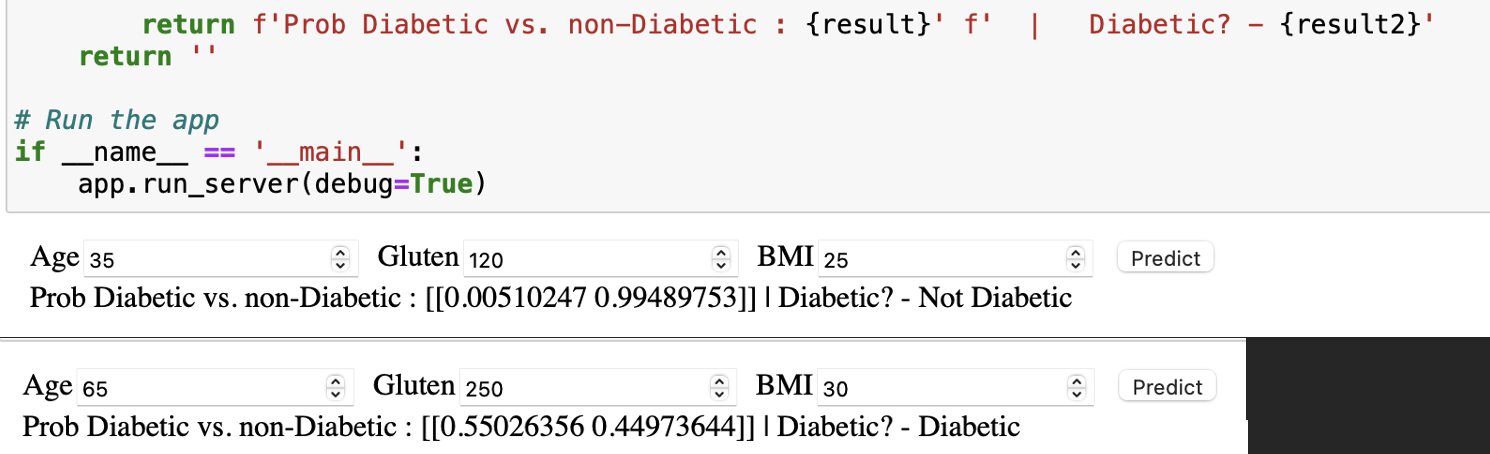 return f'Prob Diabetic vs. non-Diabetic : {result}' f'  |   Diabetic? - {result2}'
return ''
# Run the app
if __name__ == '__main__':
app.run_server(debug=True)
Age 35 Gluten 120 BMI 25 Predict
Prob Diabetic vs. non-Diabetic : [[0.00510247 0.99489753]] | Diabetic? - Not Diabetic
Age 65 Gluten 250 BMI 30 Predict
Prob Diabetic vs. non-Diabetic : [[0.55026356 0.44973644]] | Diabetic? - Diabetic